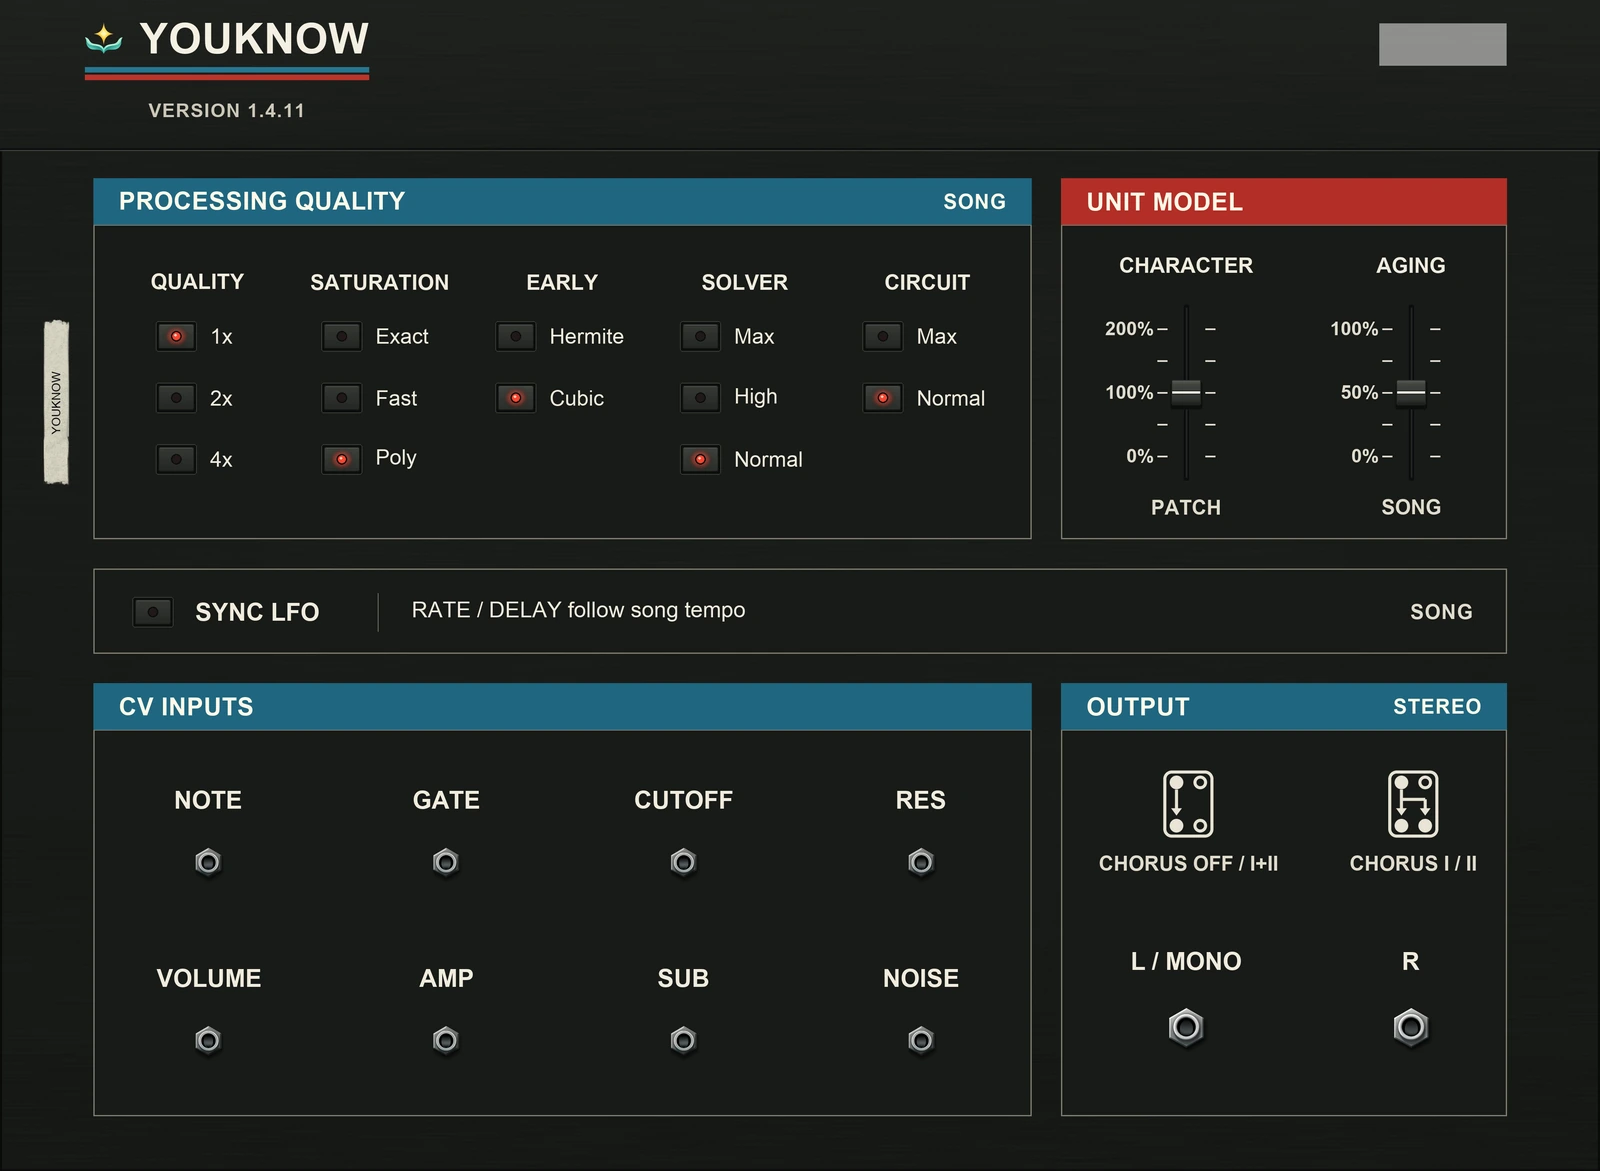 YOUKNOW
VERSION 1.4.11
PROCESSING QUALITY SONG
QUALITY SATURATION EARLY SOLVER CIRCUIT
1x Exact Hermite Max Max
2x Fast Cubic High Normal
4x Poly Normal
UNIT MODEL
CHARACTER AGING
200% 100%
100% 50%
0% 0%
PATCH SONG
YOUKNOW
SYNC LFO RATE / DELAY follow song tempo SONG
CV INPUTS
NOTE GATE CUTOFF RES
VOLUME AMP SUB NOISE
OUTPUT STEREO
CHORUS OFF / I+II CHORUS I / II
L / MONO R